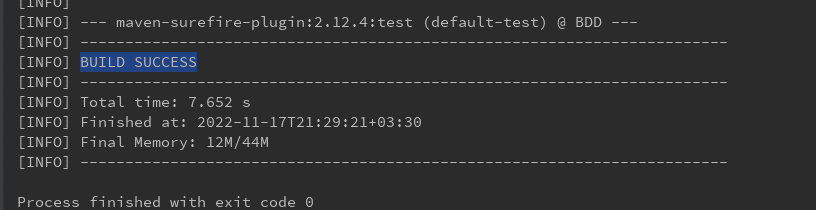 [INFO]
[INFO] --- maven-surefire-plugin:2.12.4:test (default-test) @ BDD ---
[INFO] ------------------------------------------------------------------------
[INFO] BUILD SUCCESS
[INFO] ------------------------------------------------------------------------
[INFO] Total time: 7.652 s
[INFO] Finished at: 2022-11-17T21:29:21+03:30
[INFO] Final Memory: 12M/44M
[INFO] ------------------------------------------------------------------------
Process finished with exit code 0